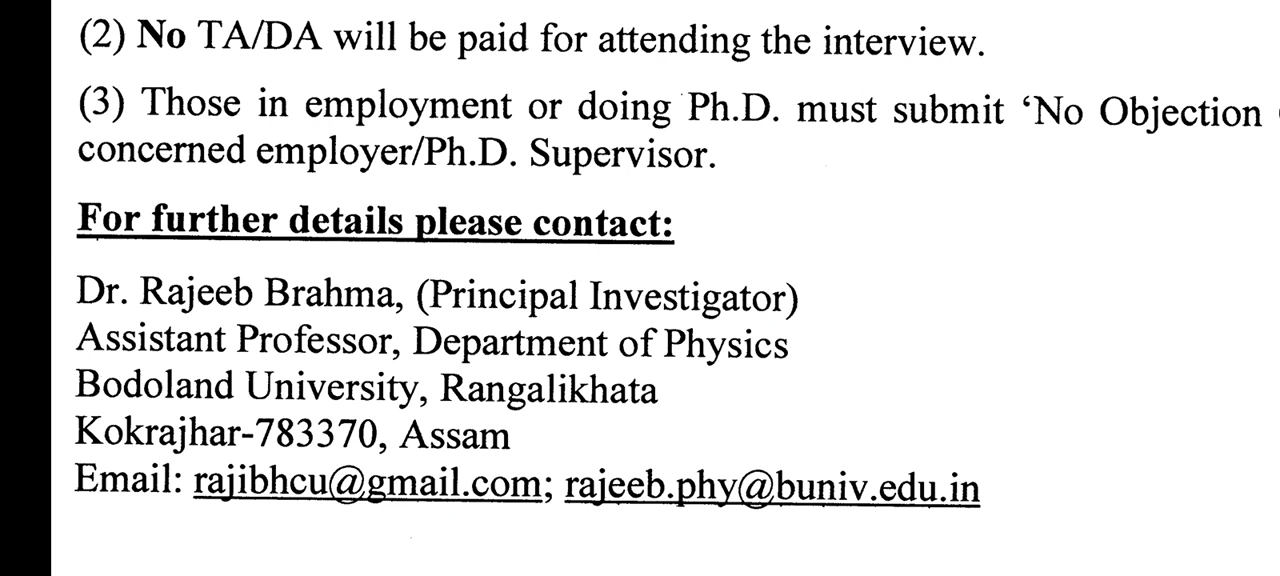 (2) No TA/DA will be paid for attending the interview.
(3) Those in employment or doing Ph.D. must submit ‘No Objection
concerned employer/Ph.D. Supervisor.
For further details please contact:
Dr. Rajeeb Brahma, (Principal Investigator)
Assistant Professor, Department of Physics
Bodoland University, Rangalikhata
Kokrajhar-783370, Assam
Email: rajibhcu@gmail.com; rajeeb.phy@buniv.edu.in